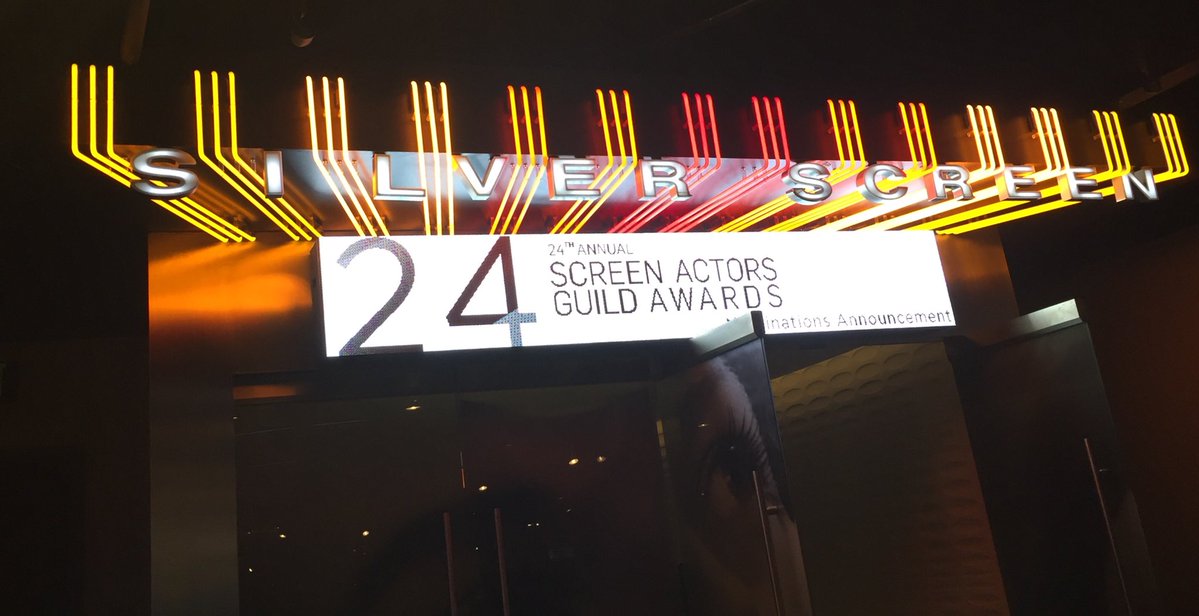 SILVER SCREEN
24
24TH ANNUAL
SCREEN ACTORS
GUILD AWARDS
Announcement